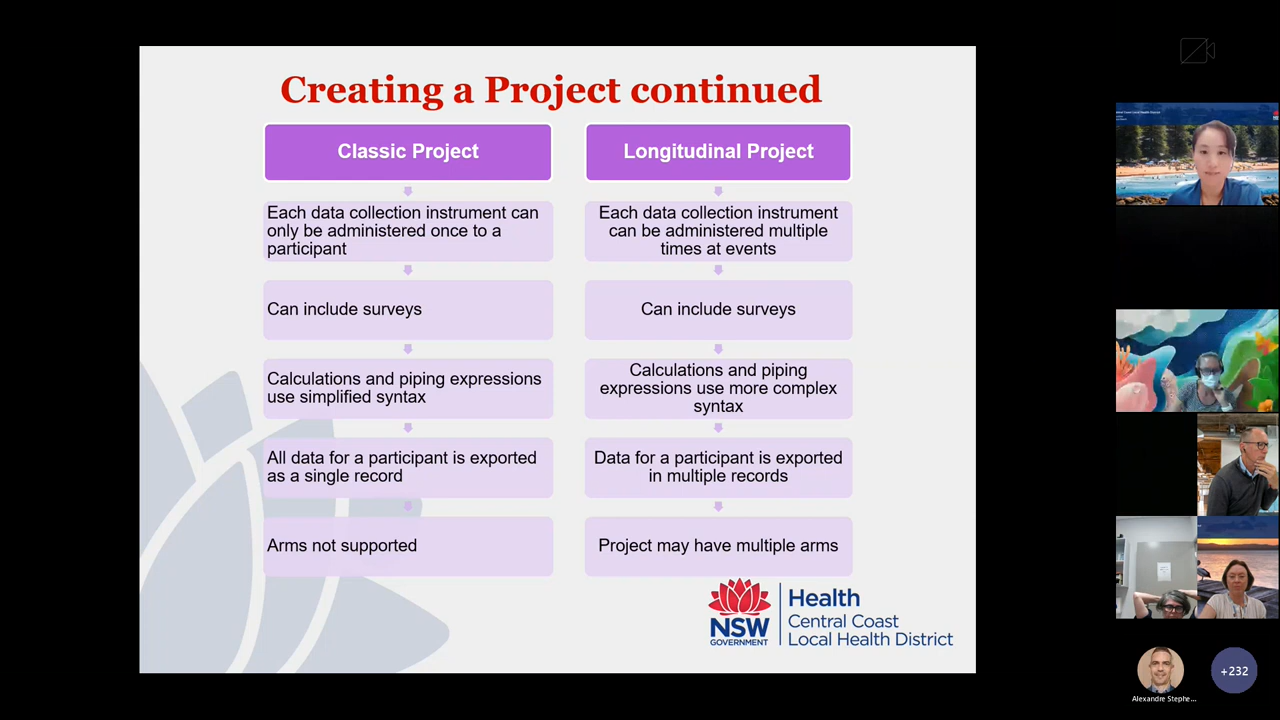 Creating a Project continued
Classic Project
Each data collection instrument can
only be administered once to a
participant
Can include surveys
Calculations and piping expressions
use simplified syntax
All data for a participant is exported
as a single record
Arms not supported
Longitudinal Project
Each data collection instrument
can be administered multiple
times at events
Can include surveys
Calculations and piping
expressions use more complex
syntax
Data for a participant is exported
in multiple records
Project may have multiple arms
NSW
GOVERNMENT
Health
Central Coast
Local Health District
Alexandre Stephe...
+232